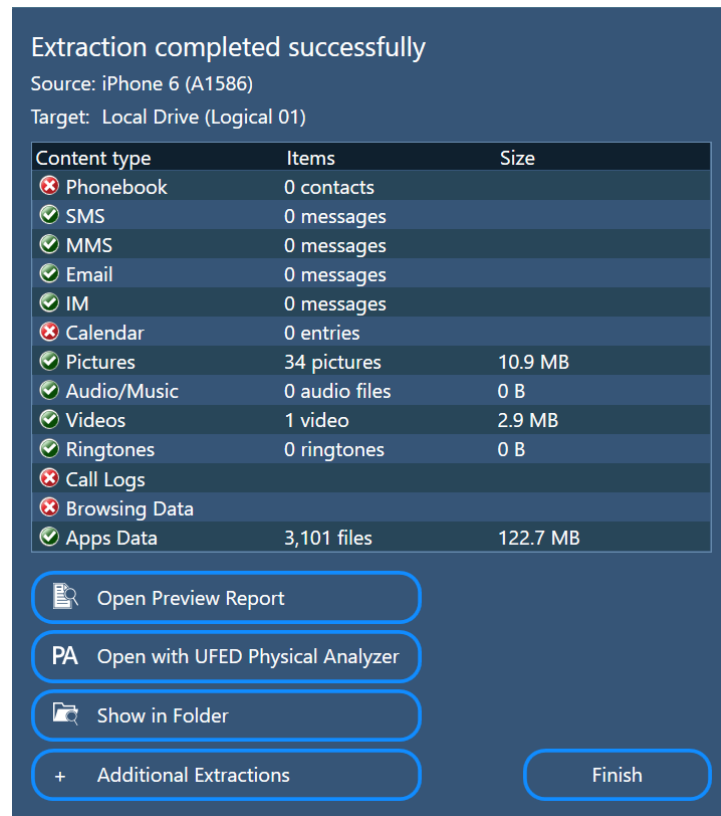 Extraction completed successfully
Source: iPhone 6 (A1586)
Target: Local Drive (Logical 01)
Content type Items Size
Phonebook 0 contacts
SMS 0 messages
MMS 0 messages
Email 0 messages
IM 0 messages
Calendar 0 entries
Pictures 34 pictures 10.9 MB
Audio/Music 0 audio files 0 B
Videos 1 video 2.9 MB
Ringtones 0 ringtones 0 B
Call Logs
Browsing Data
Apps Data 3,101 files 122.7 MB
Open Preview Report
PA Open with UFED Physical Analyzer
Show in Folder
+ Additional Extractions Finish